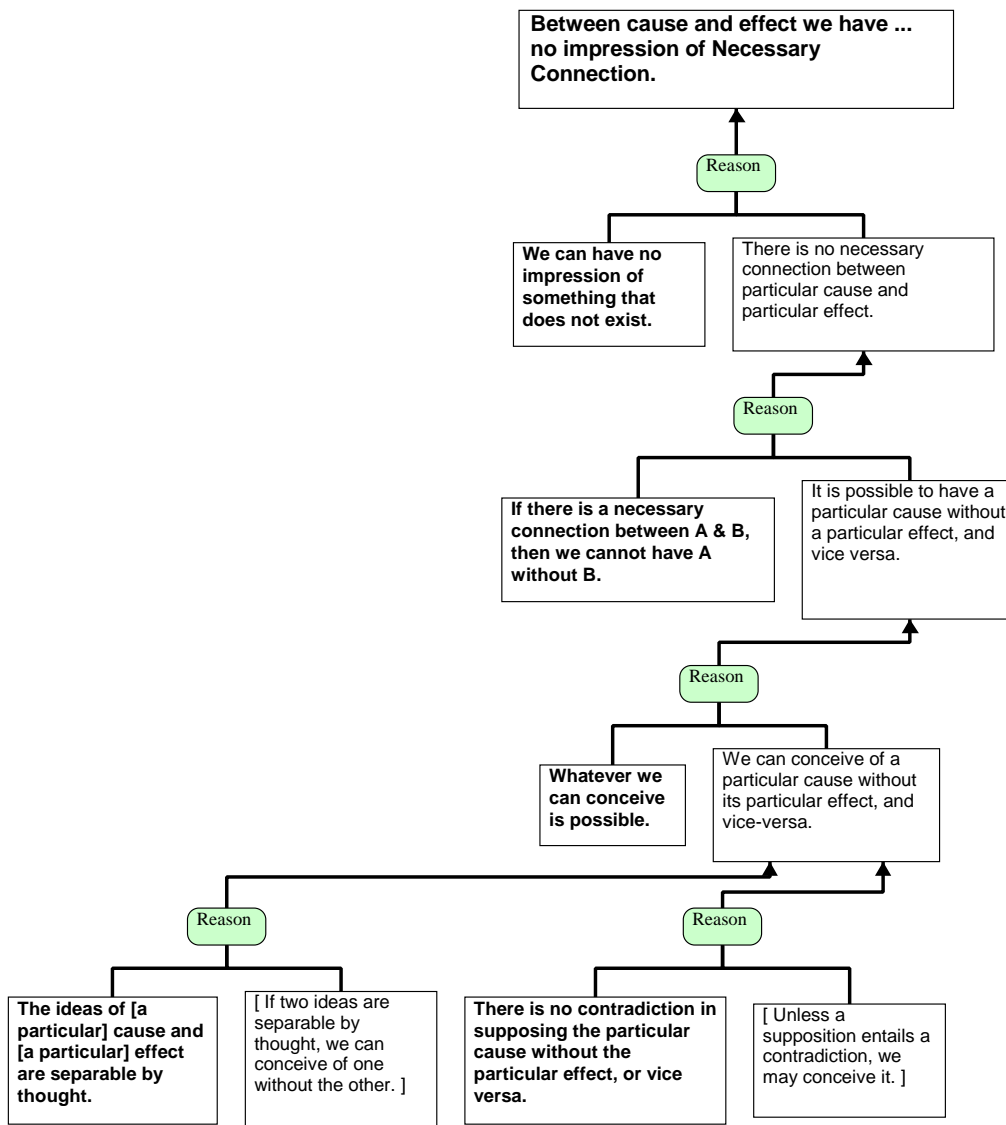 Between cause and effect we have ...
no impression of Necessary
Connection.
Reason
We can have no
impression of
something that
does not exist.
There is no necessary
connection between
particular cause and
particular effect.
Reason
If there is a necessary
connection between A & B,
then we cannot have A
without B.
It is possible to have a
particular cause without
a particular effect, and
vice versa.
Reason
Whatever we
can conceive
is possible.
We can conceive of a
particular cause without
its particular effect, and
vice-versa.
Reason
Reason
The ideas of [a
particular] cause and
[a particular] effect
are separable by
thought.
[ If two ideas are
separable by
thought, we can
conceive of one
without the other. ]
There is no contradiction in
supposing the particular
cause without the
particular effect, or vice
versa.
[ Unless a
supposition entails a
contradiction, we
may conceive it. ]